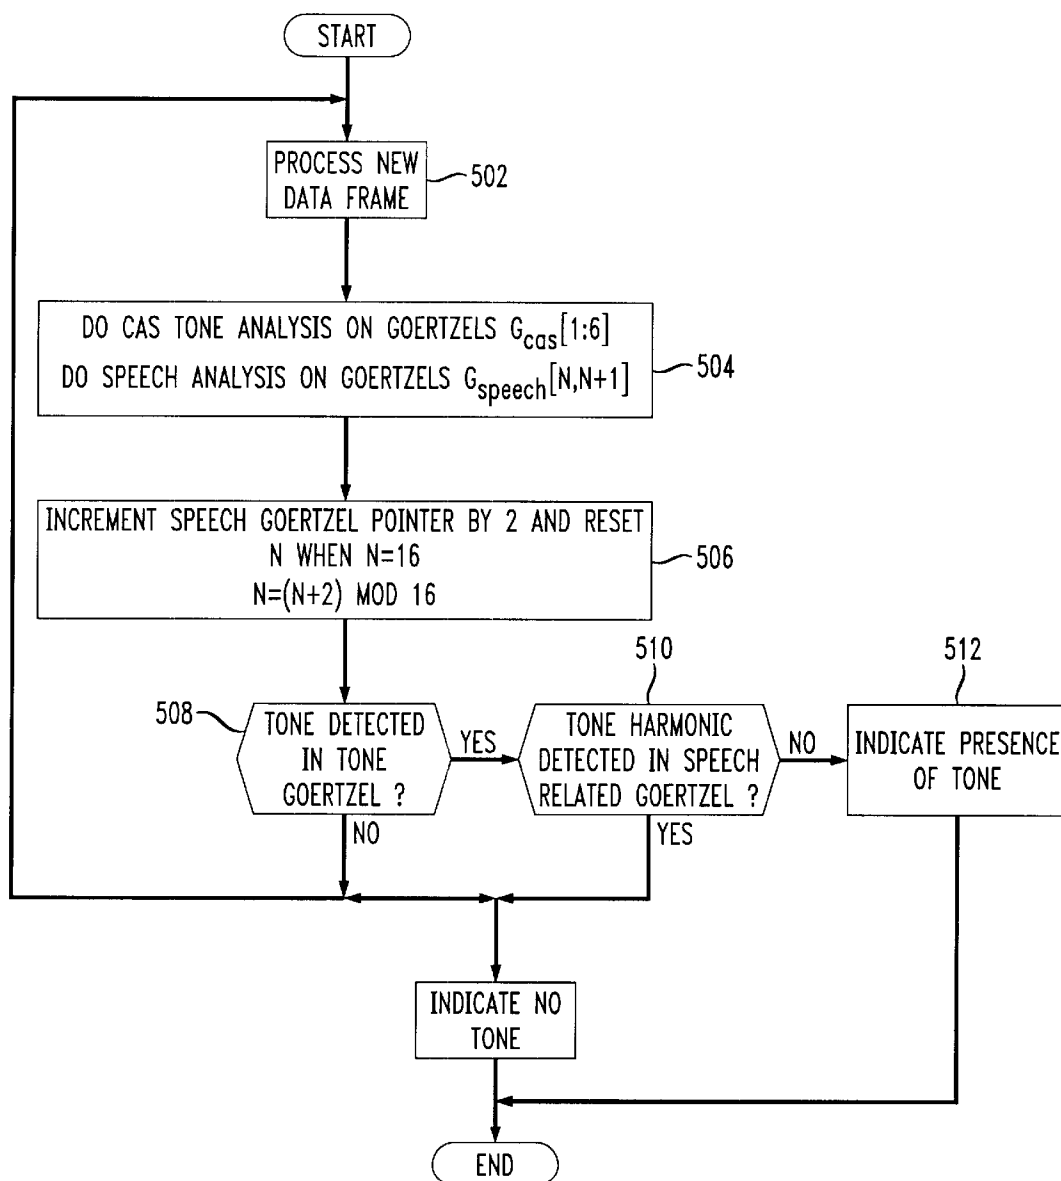 START
PROCESS NEW
DATA FRAME
502
DO CAS TONE ANALYSIS ON GOERTZELS Gcas[1:6]
DO SPEECH ANALYSIS ON GOERTZELS Gspeech[N,N+1]
504
INCREMENT SPEECH GOERTZEL POINTER BY 2 AND RESET
N WHEN N=16
N=(N+2) MOD 16
506
508
TONE DETECTED
IN TONE
GOERTZEL ?
YES
NO
510
TONE HARMONIC
DETECTED IN SPEECH
RELATED GOERTZEL ?
NO
YES
512
INDICATE PRESENCE
OF TONE
INDICATE NO
TONE
END